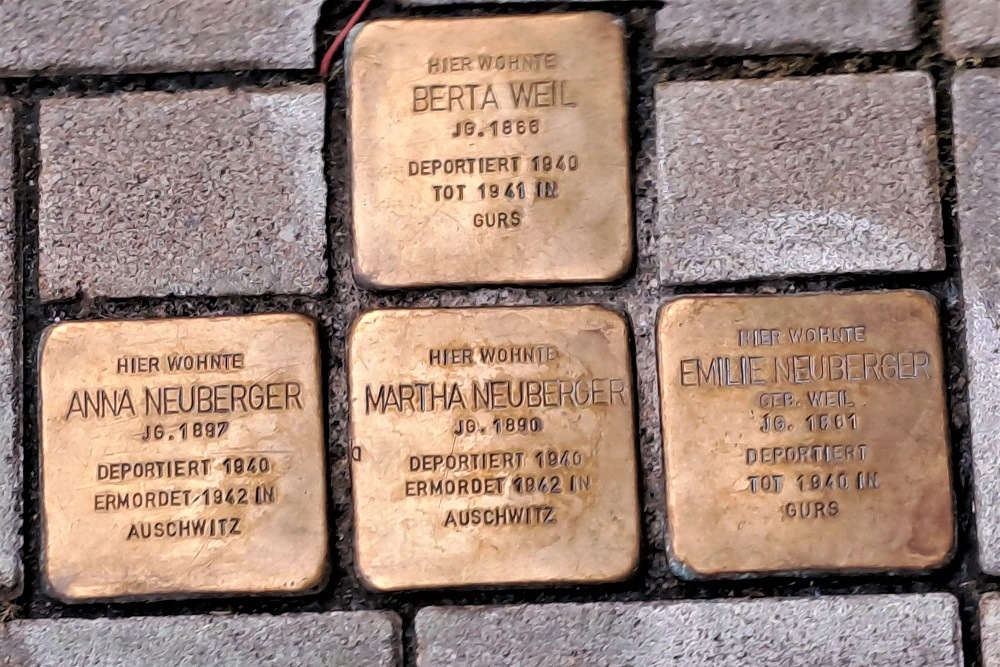 HIER WOHNTE
BERTA WEIL
JG. 1866
DEPORTIERT 1940
TOT 1941 IN
GURS
HIER WOHNTE
ANNA NEUBERGER
JG. 1897
DEPORTIERT 1940
ERMORDET 1942 IN
AUSCHWITZ
HIER WOHNTE
MARTHA NEUBERGER
JG. 1890
DEPORTIERT 1940
ERMORDET 1942 IN
AUSCHWITZ
HIER WOHNTE
EMILIE NEUBERGER
GEB. WEIL
JG.
DEPORTIERT
TOT 1940 IN
GURS